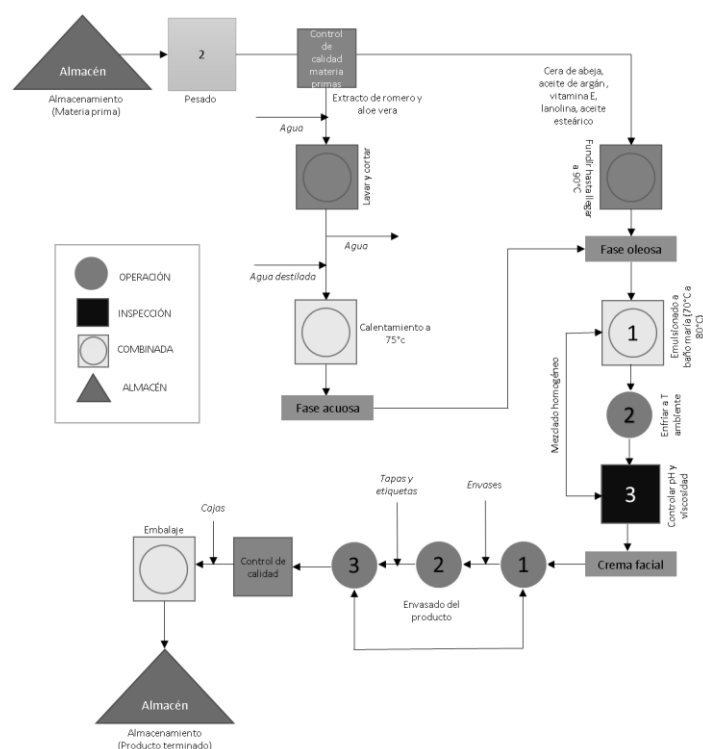 Almacén
Almacenamiento
(Materia prima)
2
Pesado
Control
de
calidad
materia
primas
Extracto de romero y
aloe vera
Cera de abeja,
aceite de argán,
vitamina E,
lanolina, aceite
esteárico
Agua
Lavar y cortar
Fundir hasta llegar
a 90°C
Agua
Agua destilada
Fase oleosa
OPERACIÓN
INSPECCIÓN
COMBINADA
ALMACÉN
Calentamiento a
75°c
Fase acuosa
1
Emulsionado a
baño maría (70°C a
80°C)
Mezclado homogéneo
2
Enfriar a T
ambiente
3
Controlar pH y
viscosidad
Crema facial
Envases
1
Tapas y
etiquetas
2
3
Envasado del
producto
Control de
calidad
Cajas
Embalaje
Almacén
Almacenamiento
(Producto terminado)